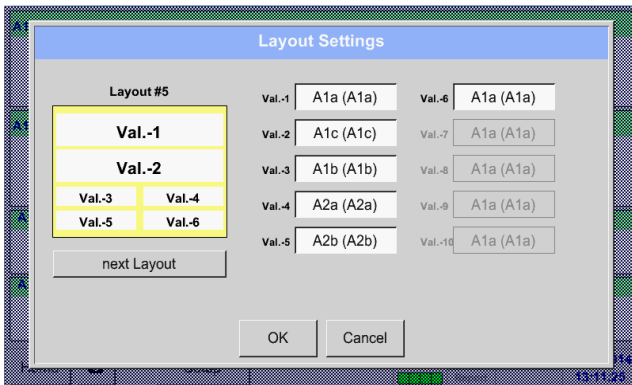 Layout Settings
Layout #5
Val.-1
Val.-2
Val.-3 Val.-4
Val.-5 Val.-6
next Layout
Val.-1 A1a (A1a)
Val.-2 A1c (A1c)
Val.-3 A1b (A1b)
Val.-4 A2a (A2a)
Val.-5 A2b (A2b)
Val.-6 A1a (A1a)
Val.-7 A1a (A1a)
Val.-8 A1a (A1a)
Val.-9 A1a (A1a)
Val.-10 A1a (A1a)
OK Cancel
13:11:25